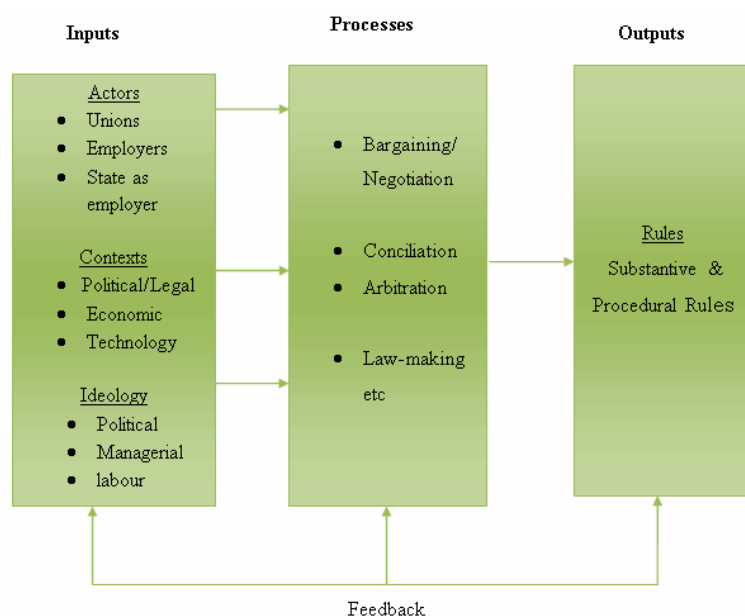 Inputs
Processes
Outputs
Actors
● Unions
● Employers
● State as
employer
Contexts
● Political/Legal
● Economic
● Technology
Ideology
● Political
● Managerial
● labour
● Bargaining/
Negotiation
● Conciliation
● Arbitration
● Law-making
etc
Rules
Substantive &
Procedural Rules
Feedback